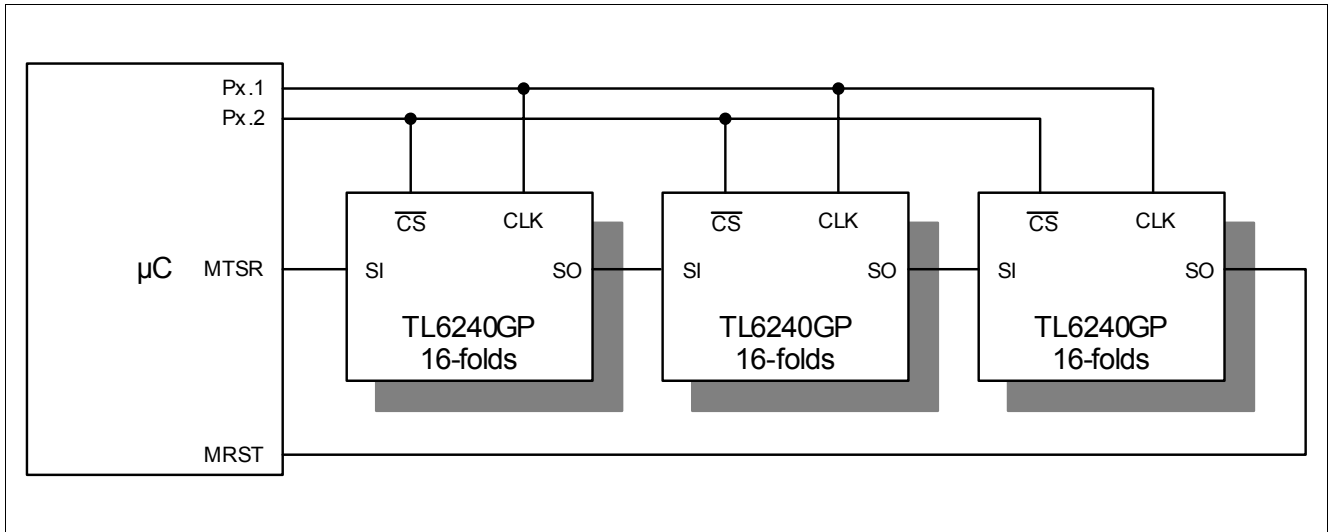 Px.1
Px.2
CS CLK
CS CLK
CS CLK
µC
MTSR
SI SO
SI SO
SI SO
TL6240GP
16-folds
TL6240GP
16-folds
TL6240GP
16-folds
MRST